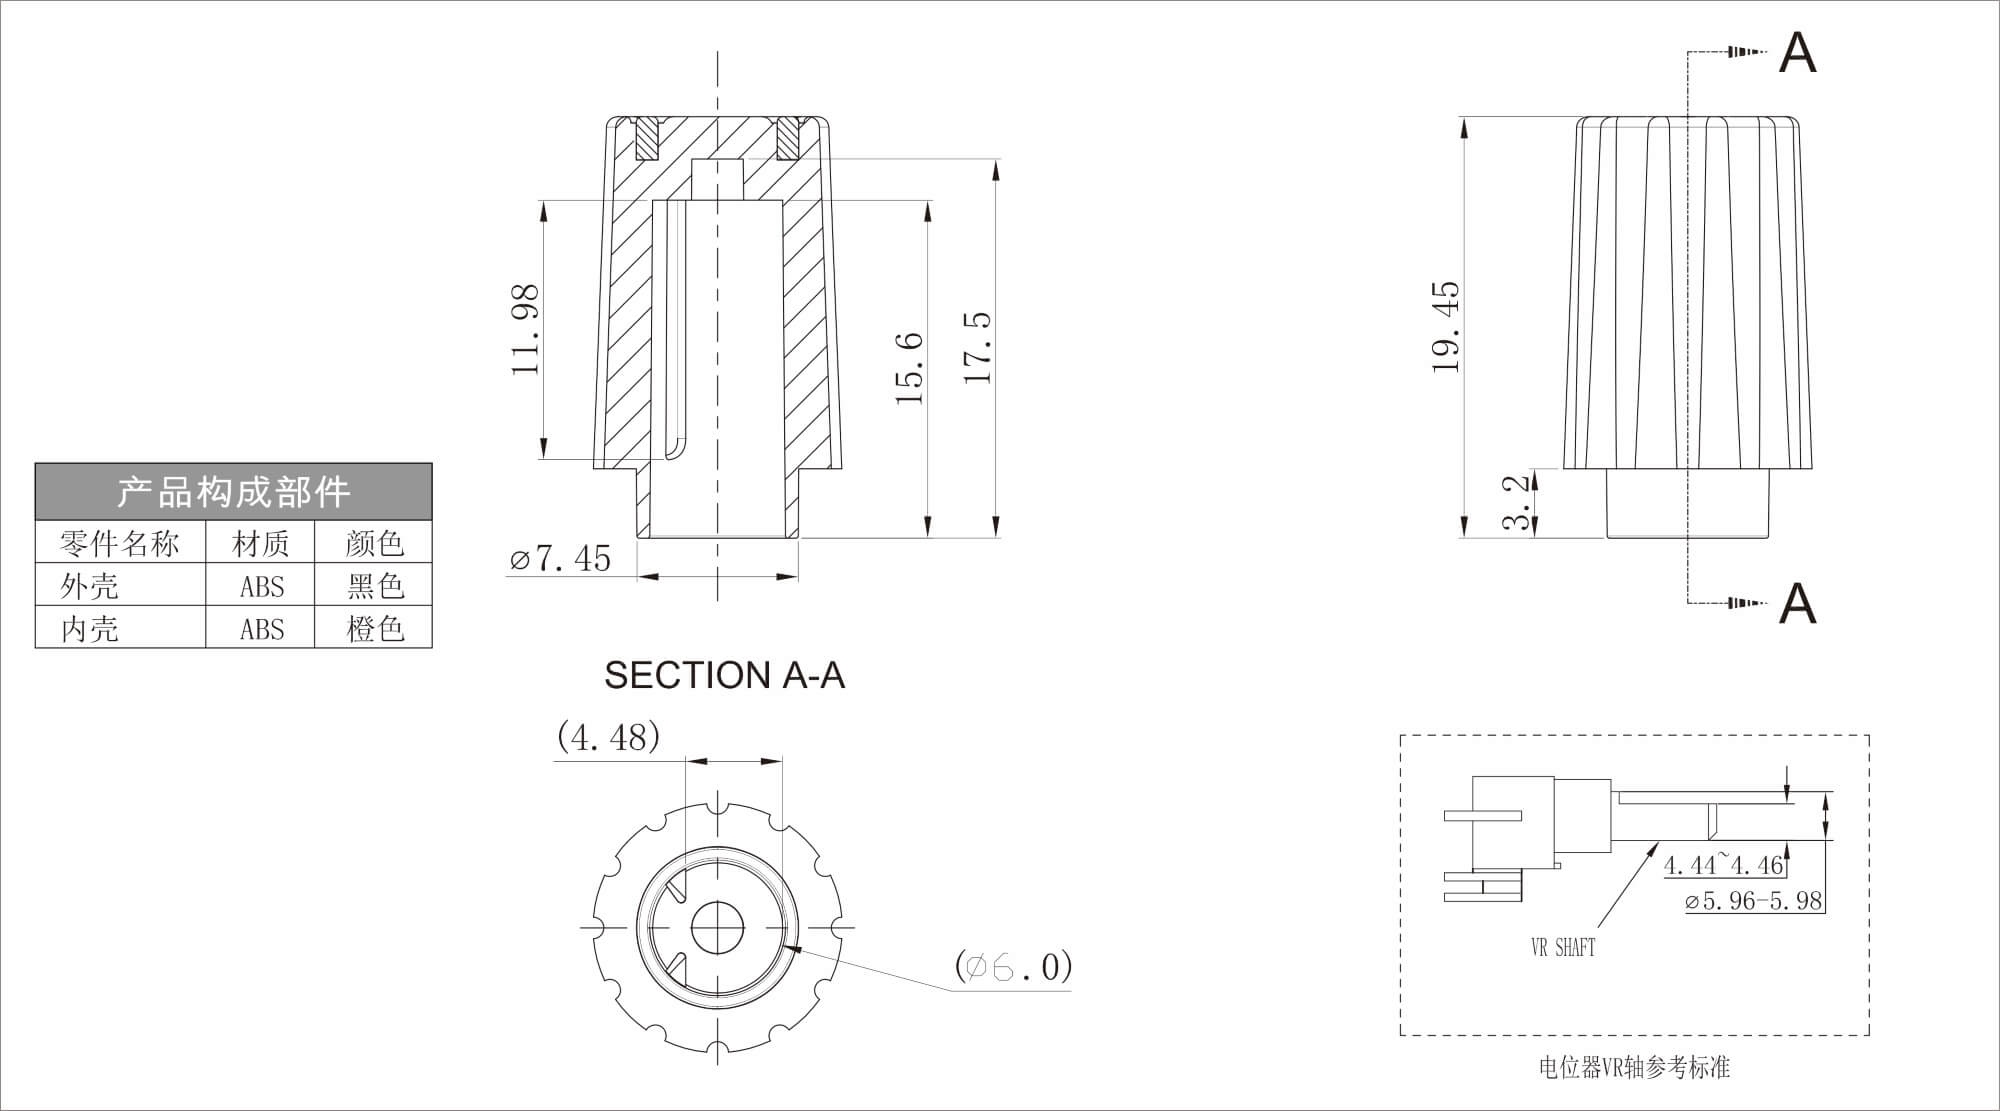 A
19.45
3.2
A
11.98
15.6
17.5
⌀7.45
SECTION A-A
产品构成部件
零件名称 材质 颜色
外壳 ABS 黑色
内壳 ABS 橙色
(4.48)
(⌀6.0)
4.44~4.46
⌀5.96-5.98
VR SHAFT
电位器VR轴参考标准